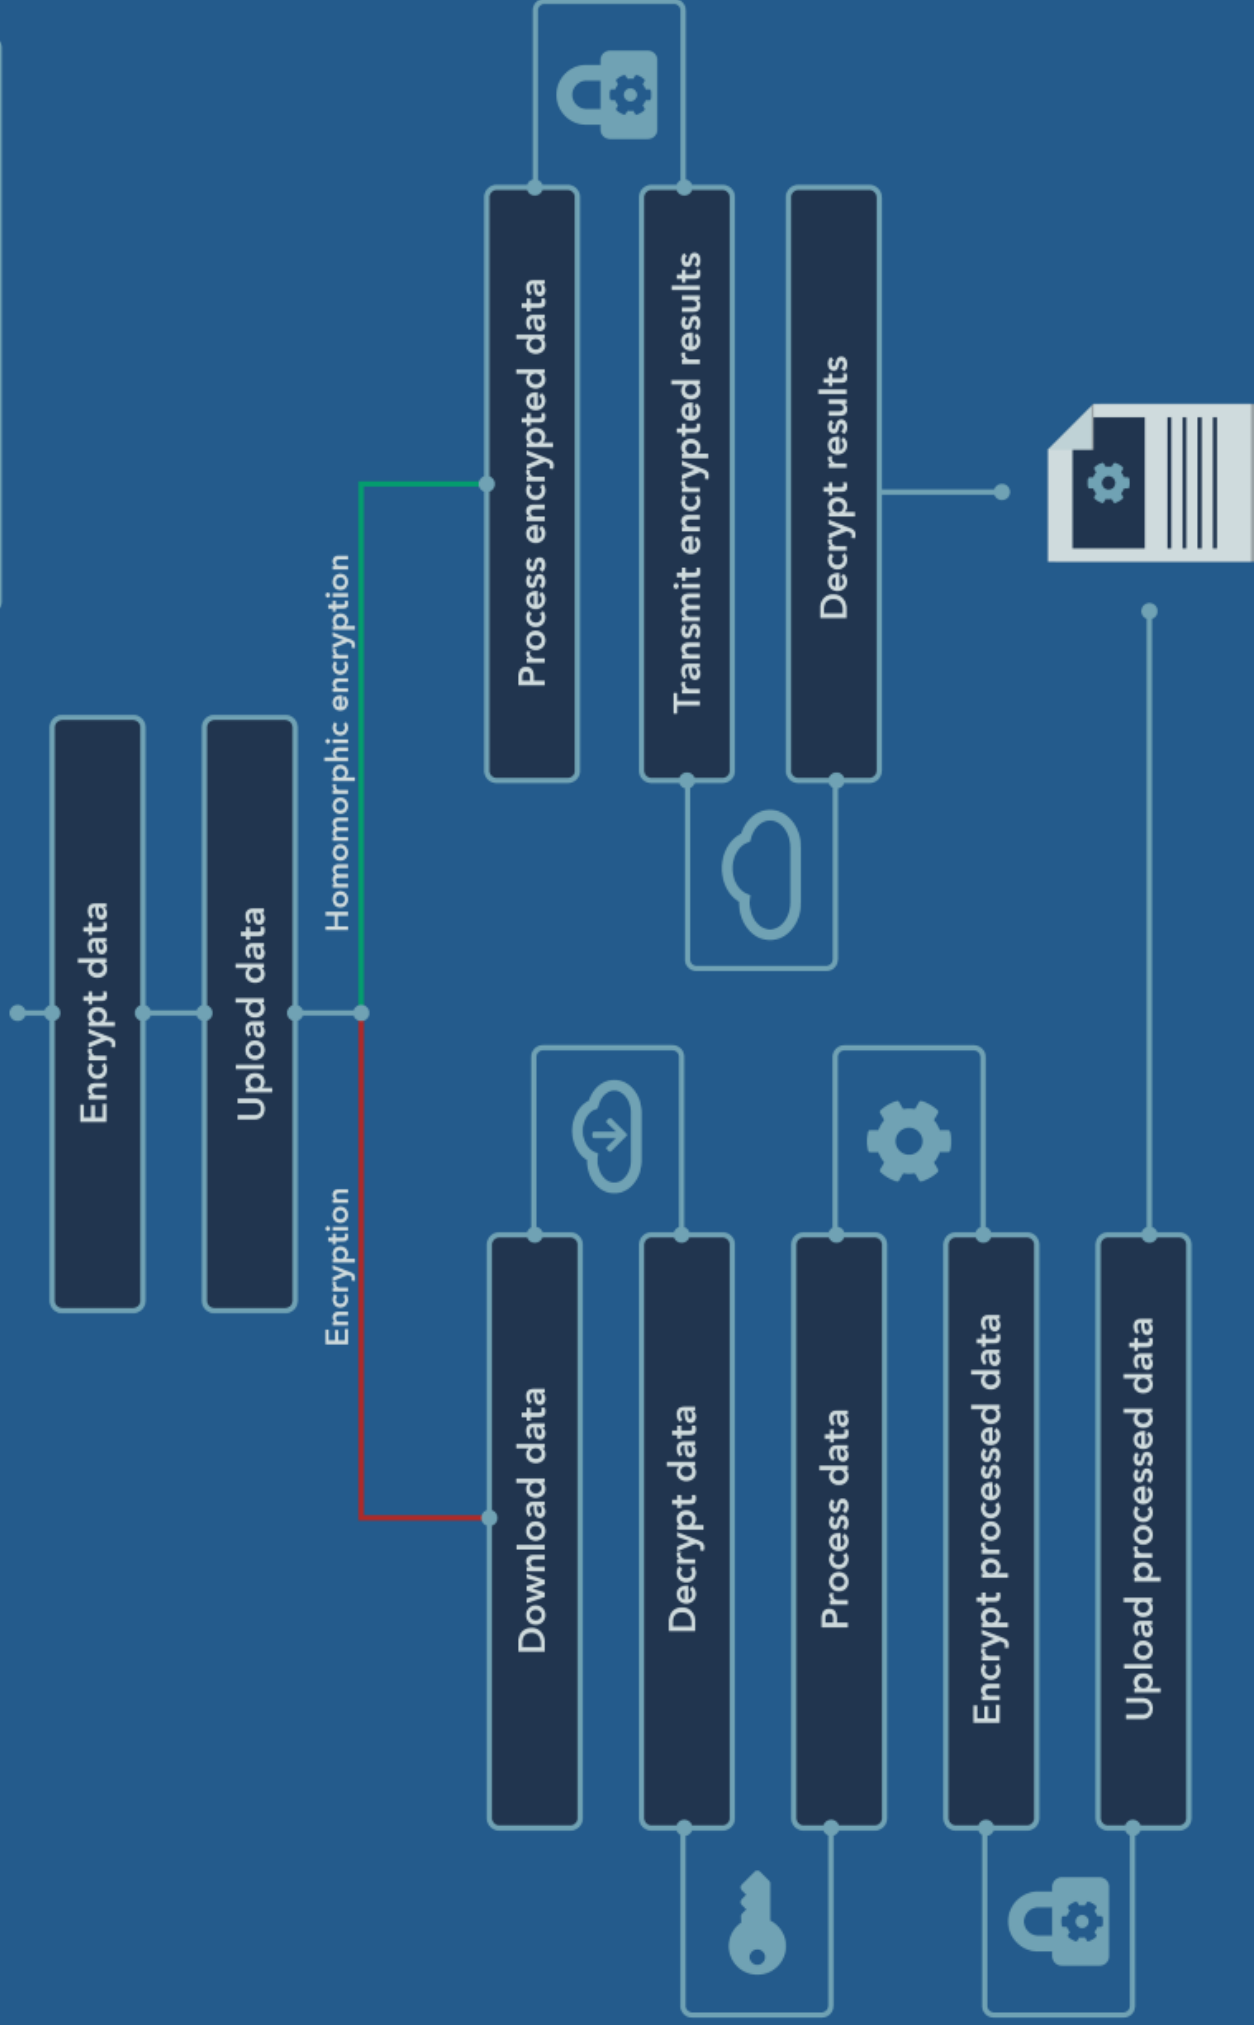 Encrypt data
Upload data
Encryption
Homomorphic encryption
Download data
Decrypt data
Process data
Encrypt processed data
Upload processed data
Process encrypted data
Transmit encrypted results
Decrypt results